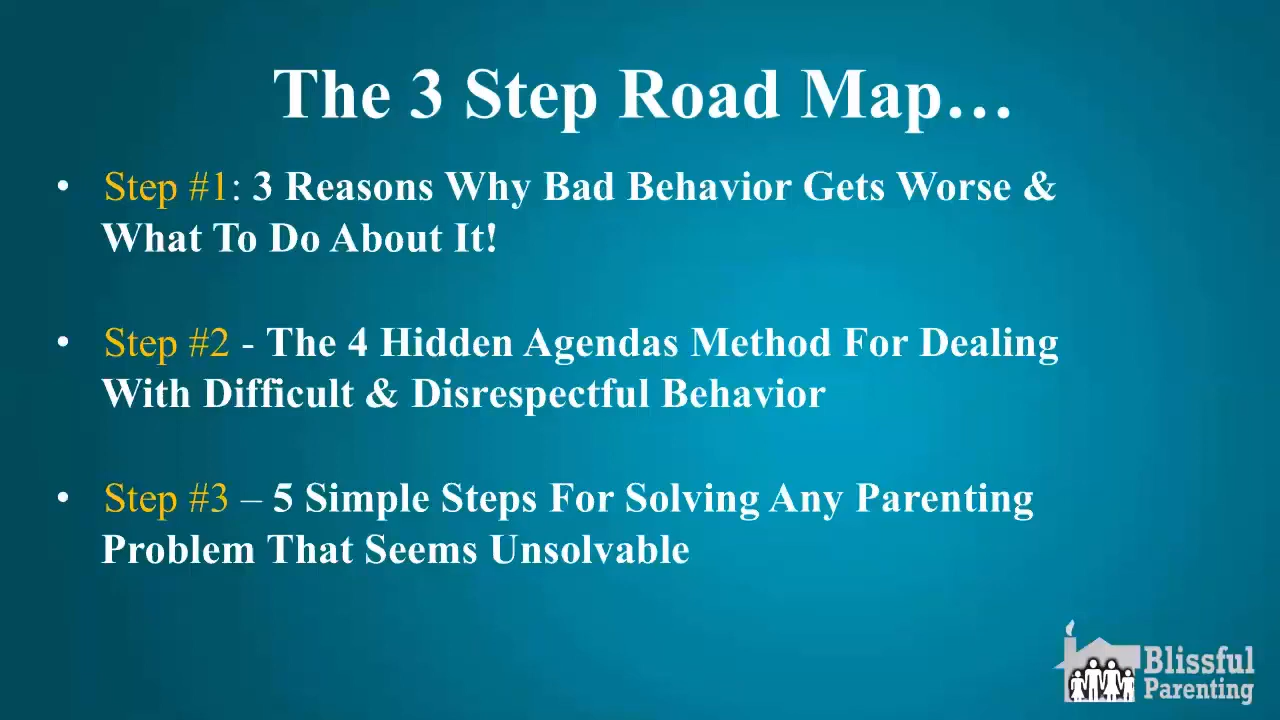 The 3 Step Road Map…
• Step #1: 3 Reasons Why Bad Behavior Gets Worse &
What To Do About It!
• Step #2 - The 4 Hidden Agendas Method For Dealing
With Difficult & Disrespectful Behavior
• Step #3 – 5 Simple Steps For Solving Any Parenting
Problem That Seems Unsolvable
Blissful
Parenting